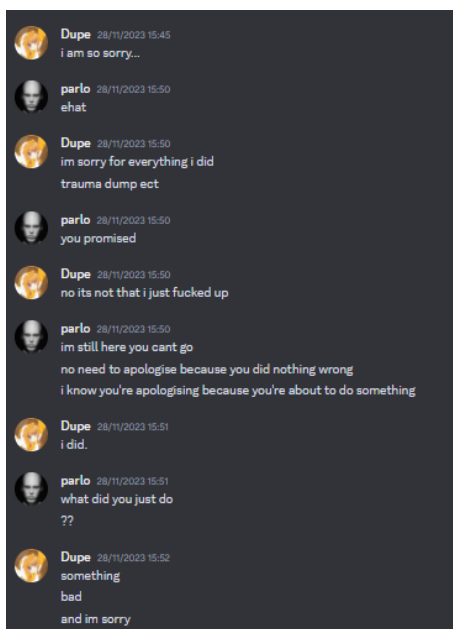 Dupe 28/11/2023 15:45
i am so sorry...
parlo 28/11/2023 15:50
ehat
Dupe 28/11/2023 15:50
im sorry for everything i did
trauma dump ect
parlo 28/11/2023 15:50
you promised
Dupe 28/11/2023 15:50
no its not that i just fucked up
parlo 28/11/2023 15:50
im still here you cant go
no need to apologise because you did nothing wrong
i know you're apologising because you're about to do something
Dupe 28/11/2023 15:51
i did.
parlo 28/11/2023 15:51
what did you just do
??
Dupe 28/11/2023 15:52
something
bad
and im sorry